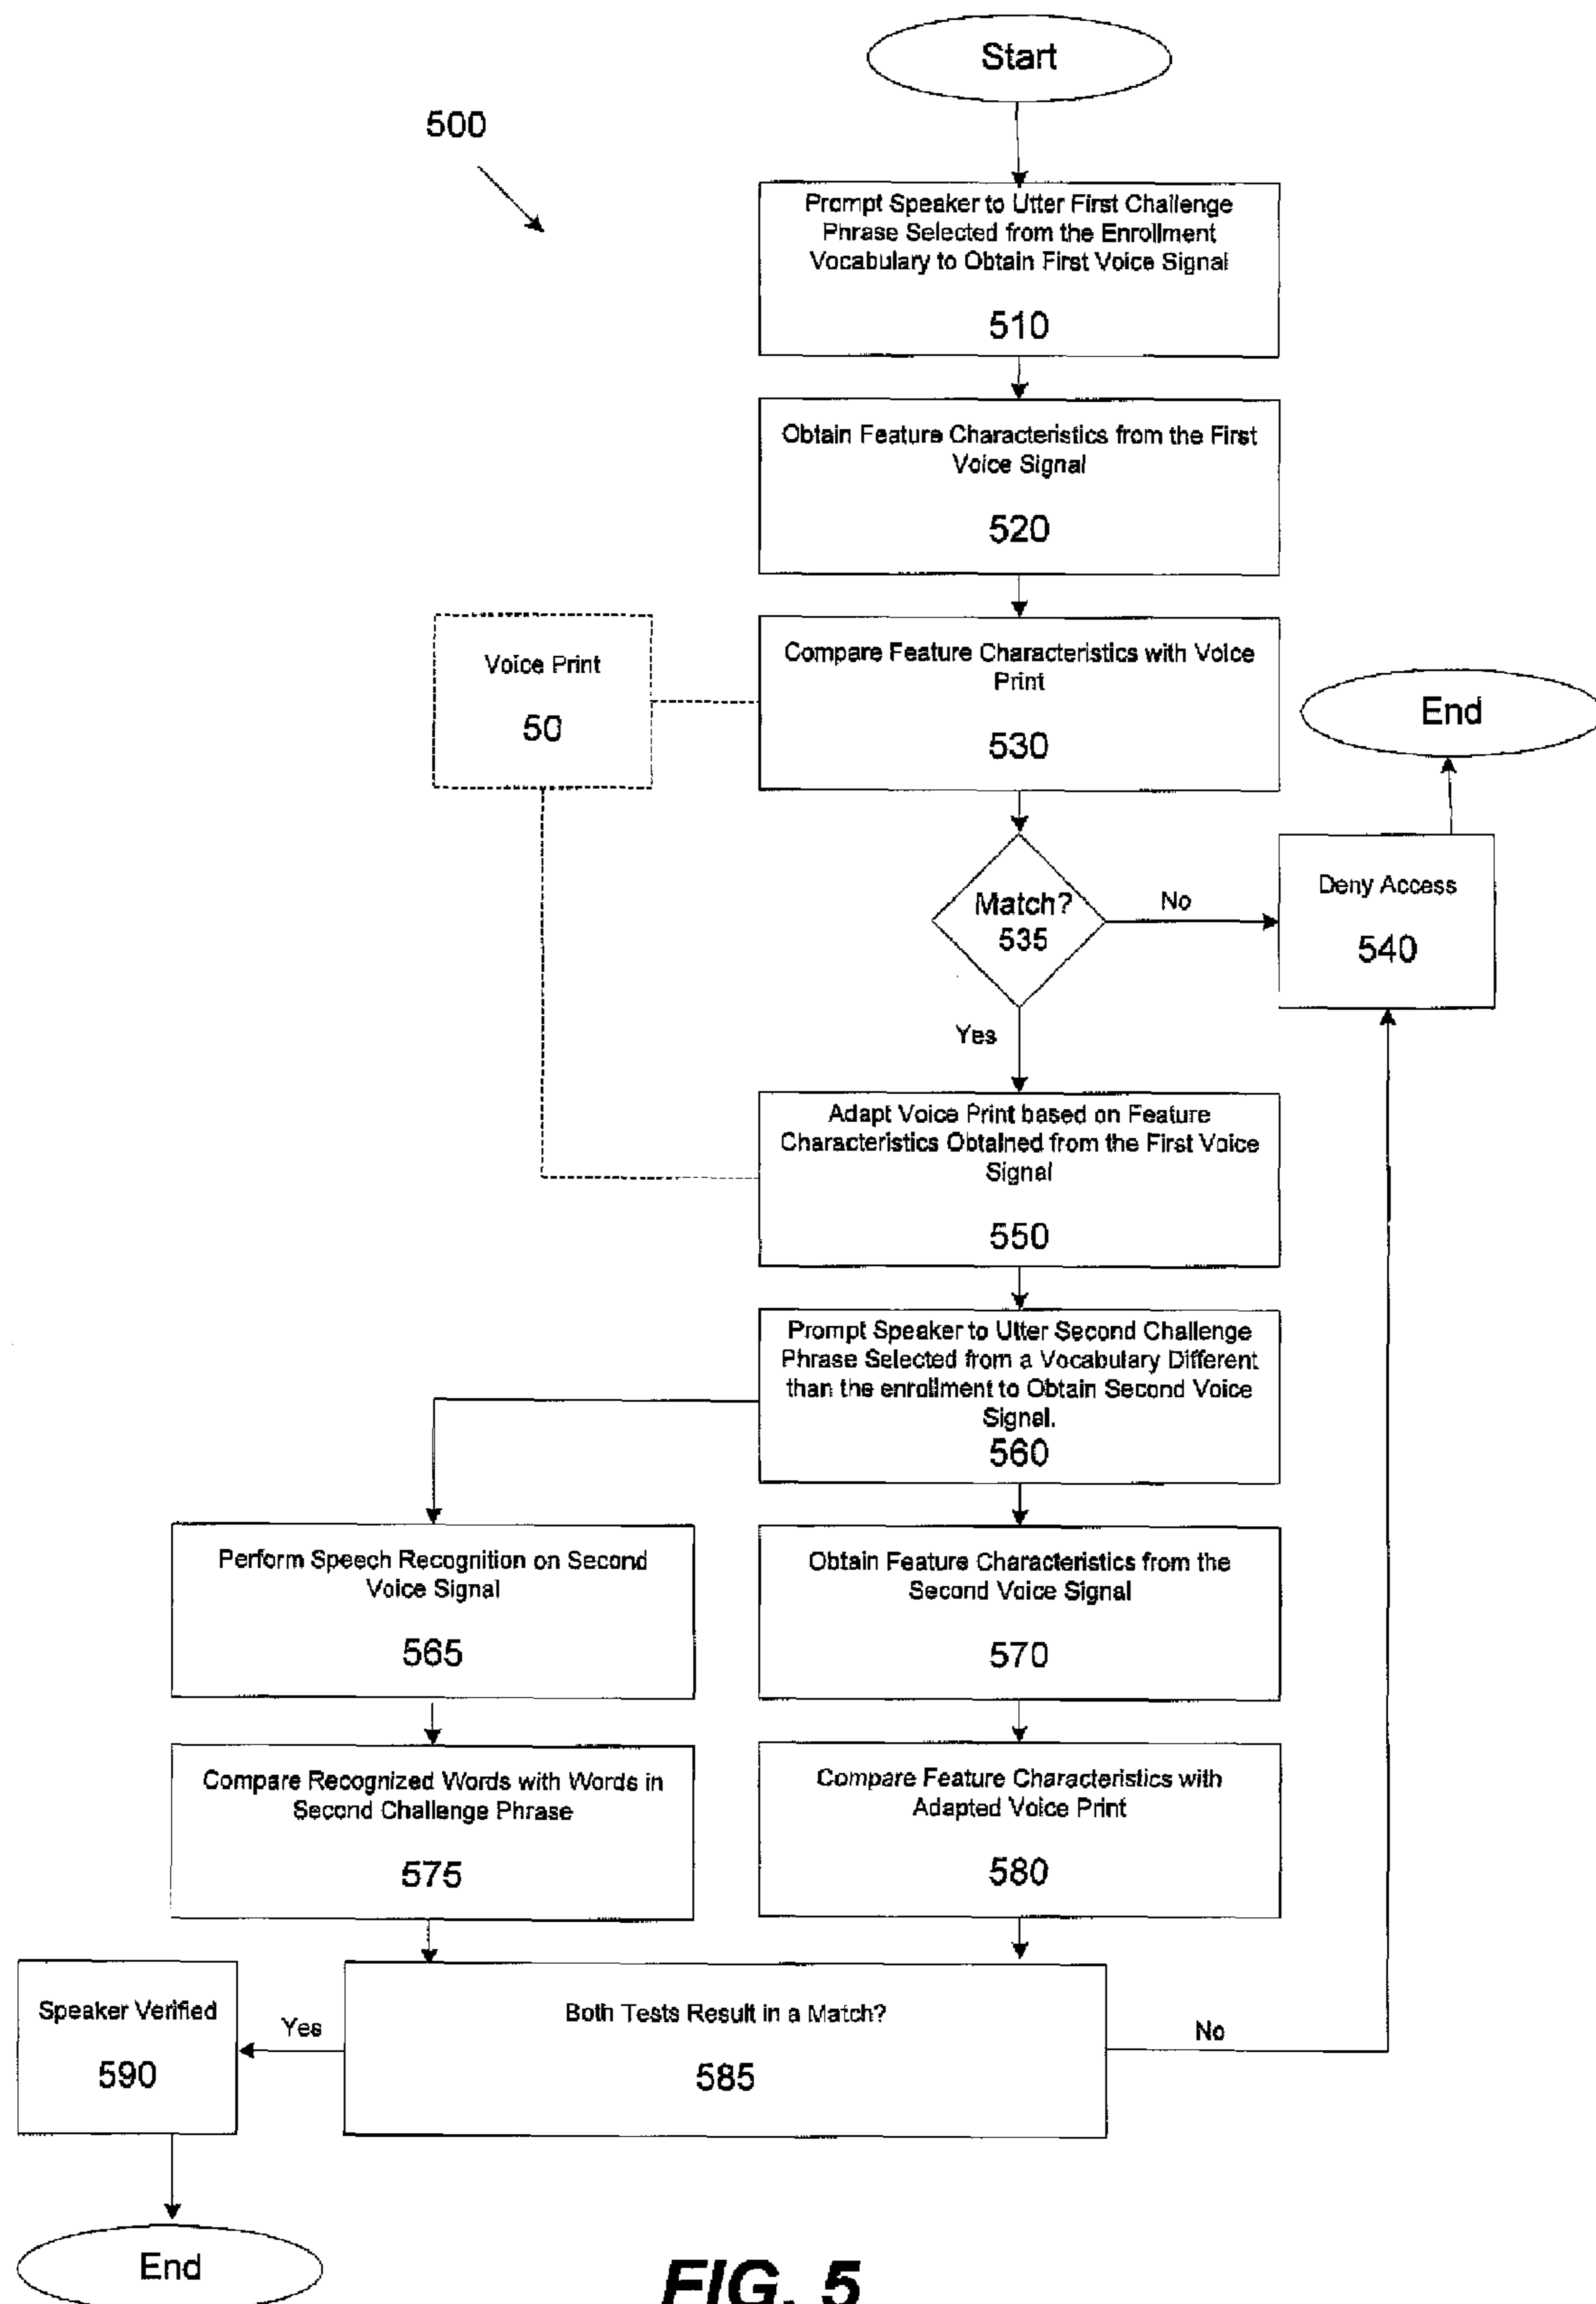 Start
500
Prompt Speaker to Utter First Challenge
Phrase Selected from the Enrollment
Vocabulary to Obtain First Voice Signal
510
Obtain Feature Characteristics from the First
Voice Signal
520
Voice Print
50
Compare Feature Characteristics with Voice
Print
530
End
Match?
535
No
Deny Access
540
Yes
Adapt Voice Print based on Feature
Characteristics Obtained from the First Voice
Signal
550
Prompt Speaker to Utter Second Challenge
Phrase Selected from a Vocabulary Different
than the enrollment to Obtain Second Voice
Signal.
560
Perform Speech Recognition on Second
Voice Signal
565
Obtain Feature Characteristics from the
Second Voice Signal
570
Compare Recognized Words with Words in
Second Challenge Phrase
575
Compare Feature Characteristics with
Adapted Voice Print
580
Speaker Verified
590
Yes
Both Tests Result in a Match?
585
No
End
FIG. 5